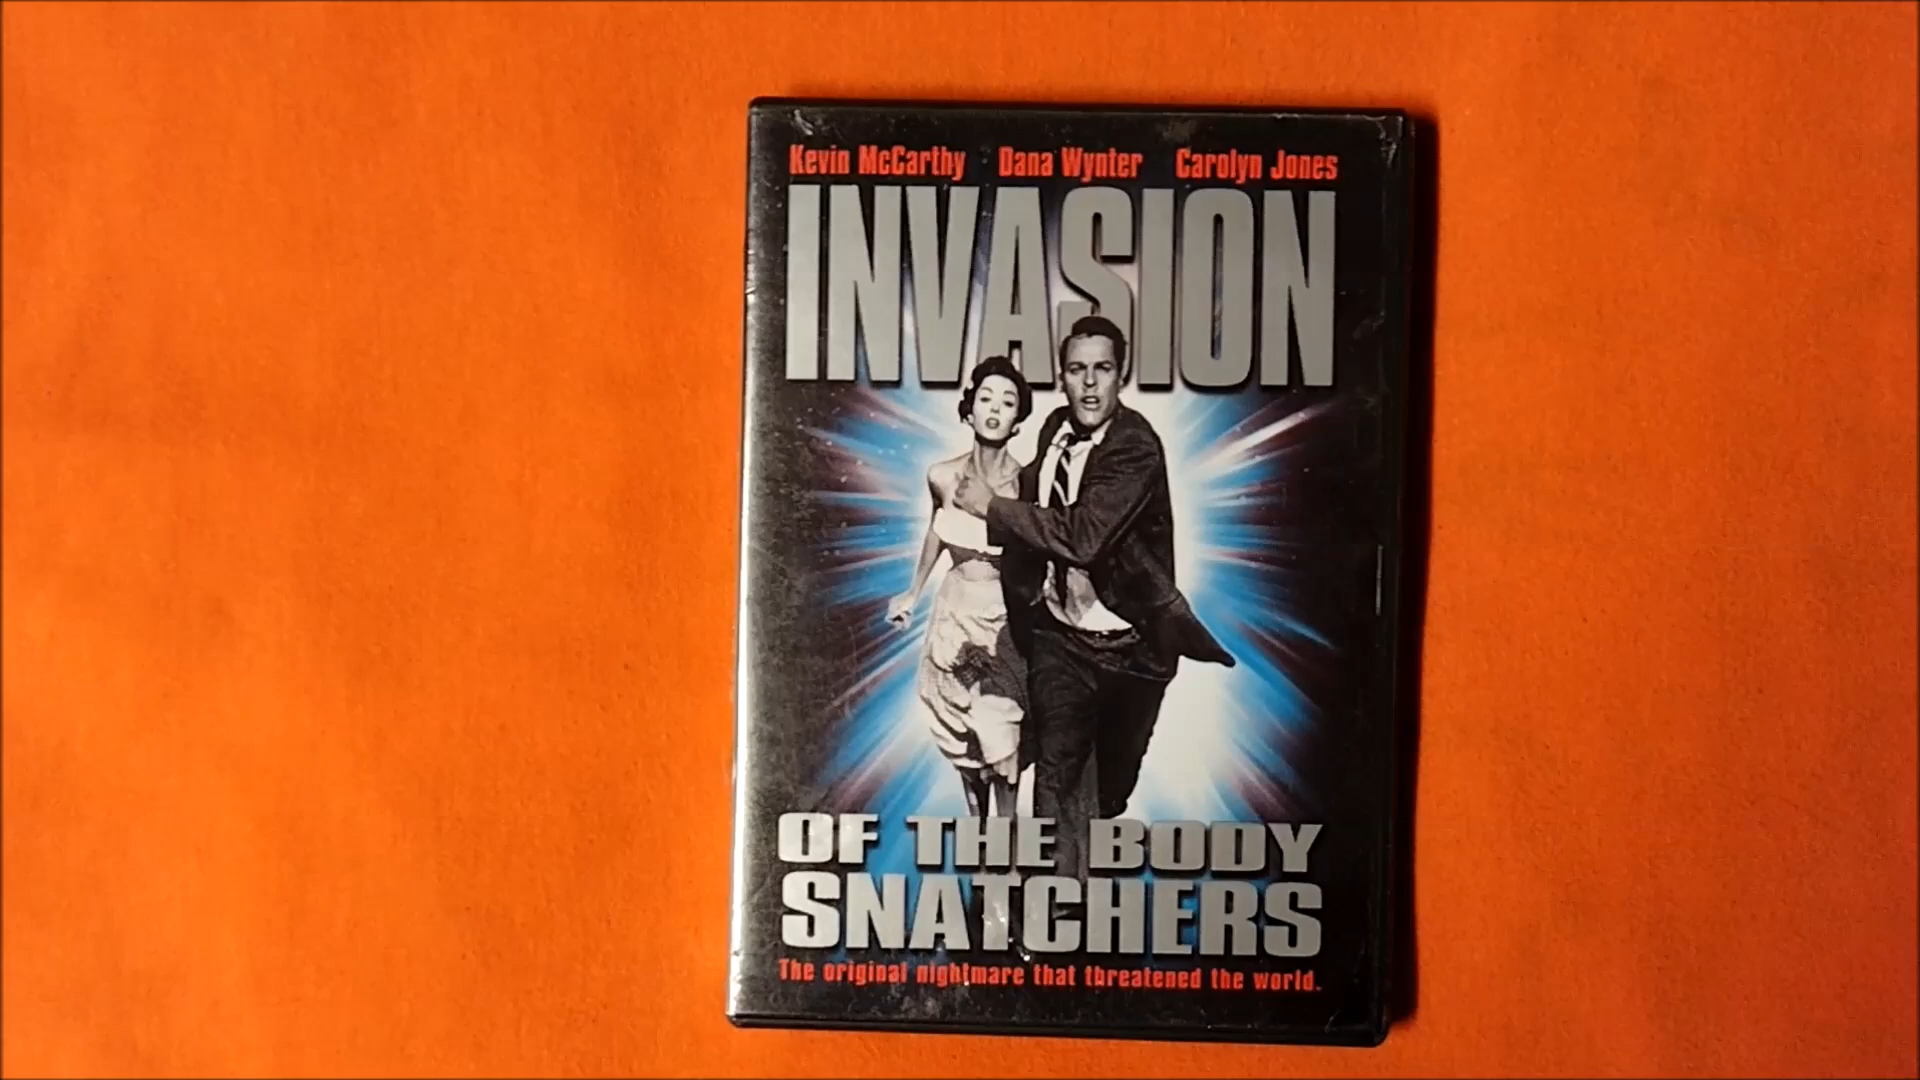 Kevin McCarthy Dana Wynter Carolyn Jones
INVASION
OF THE BODY
SNATCHERS
The original nightmare that threatened the world.